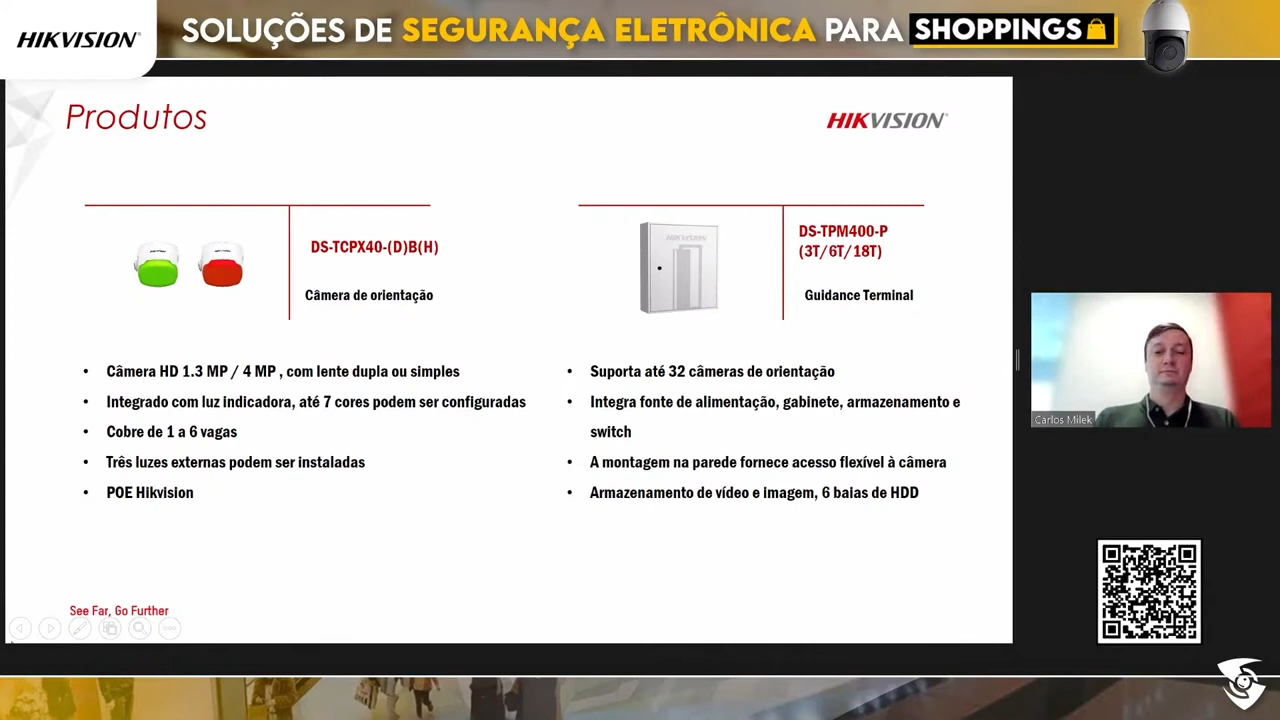 HIKVISION
SOLUÇÕES DE SEGURANÇA ELETRÔNICA PARA SHOPPINGS
Produtos
HIKVISION
DS-TCPX40-(D)B(H)
Câmera de orientação
HIKVISION
DS-TPM400-P
(3T/6T/18T)
Guidance Terminal
• Câmera HD 1.3 MP / 4 MP , com lente dupla ou simples
• Integrado com luz indicadora, até 7 cores podem ser configuradas
• Cobre de 1 a 6 vagas
• Três luzes externas podem ser instaladas
• POE Hikvision
• Suporta até 32 câmeras de orientação
• Integra fonte de alimentação, gabinete, armazenamento e
switch
• A montagem na parede fornece acesso flexível à câmera
• Armazenamento de vídeo e imagem, 6 baias de HDD
Carlos Milek
See Far, Go Further